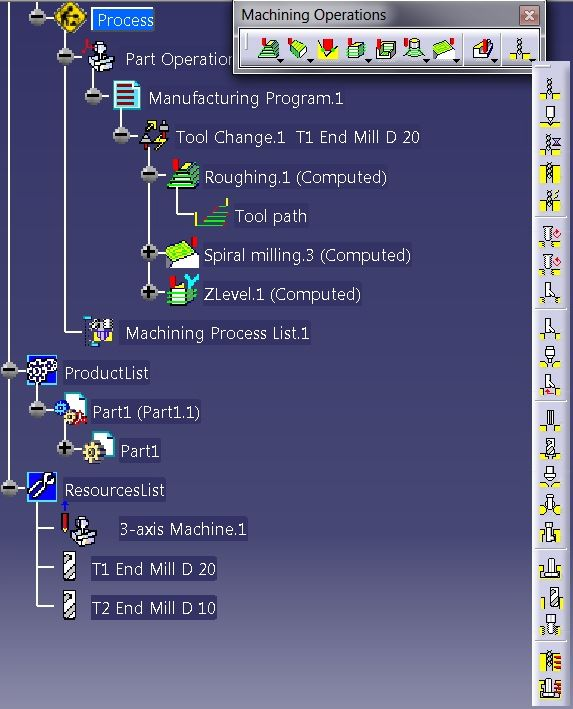 Machining Operations
Process
Part Operation
Manufacturing Program.1
Tool Change.1 T1 End Mill D 20
Roughing.1 (Computed)
Tool path
Spiral milling.3 (Computed)
ZLevel.1 (Computed)
Machining Process List.1
ProductList
Part1 (Part1.1)
Part1
ResourcesList
3-axis Machine.1
T1 End Mill D 20
T2 End Mill D 10